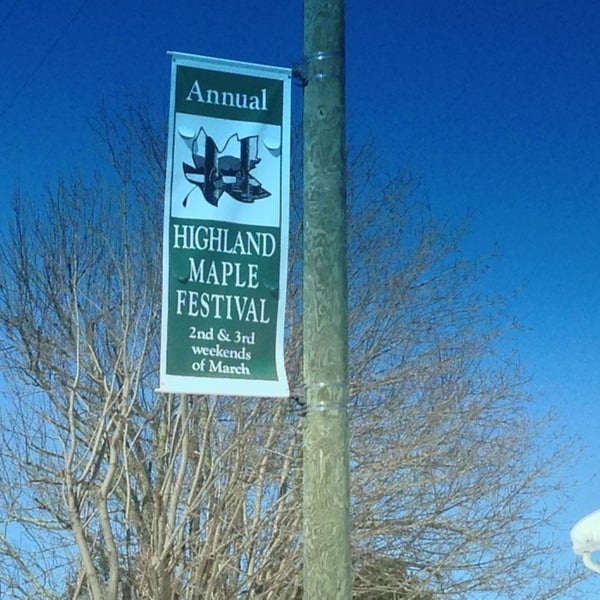 Annual
HIGHLAND
MAPLE
FESTIVAL
2nd & 3rd
weekends
of March